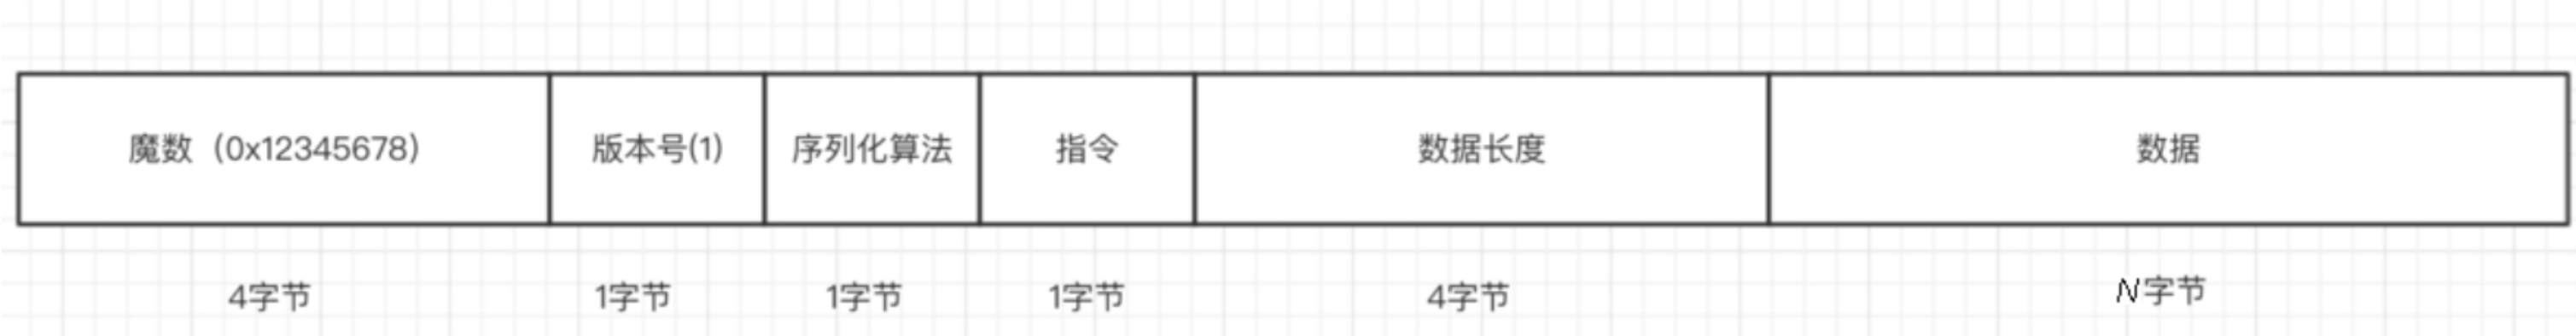 魔数（0x12345678） 版本号(1) 序列化算法 指令 数据长度 数据
4字节 1字节 1字节 1字节 4字节 N字节